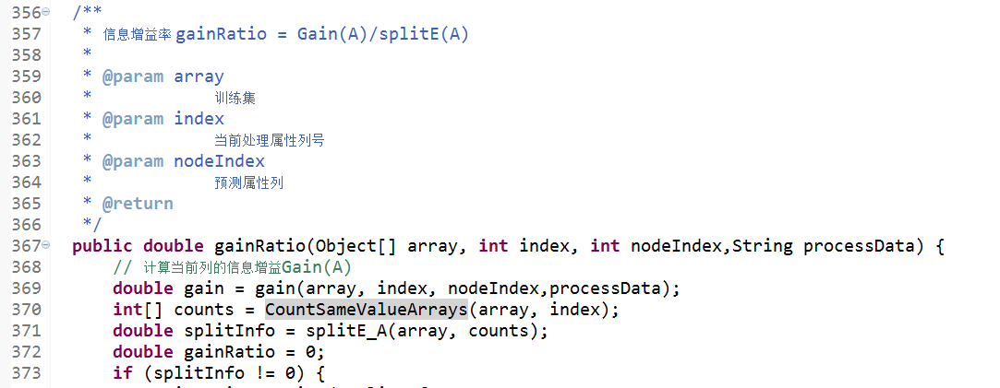 356 /**
357 * 信息增益率 gainRatio = Gain(A)/splitE(A)
358 *
359 * @param array
360 * 训练集
361 * @param index
362 * 当前处理属性列号
363 * @param nodeIndex
364 * 预测属性列
365 * @return
366 */
367 public double gainRatio(Object[] array, int index, int nodeIndex,String processData) {
368 // 计算当前列的信息增益Gain(A)
369 double gain = gain(array, index, nodeIndex,processData);
370 int[] counts = CountSameValueArrays(array, index);
371 double splitInfo = splitE_A(array, counts);
372 double gainRatio = 0;
373 if (splitInfo != 0) {